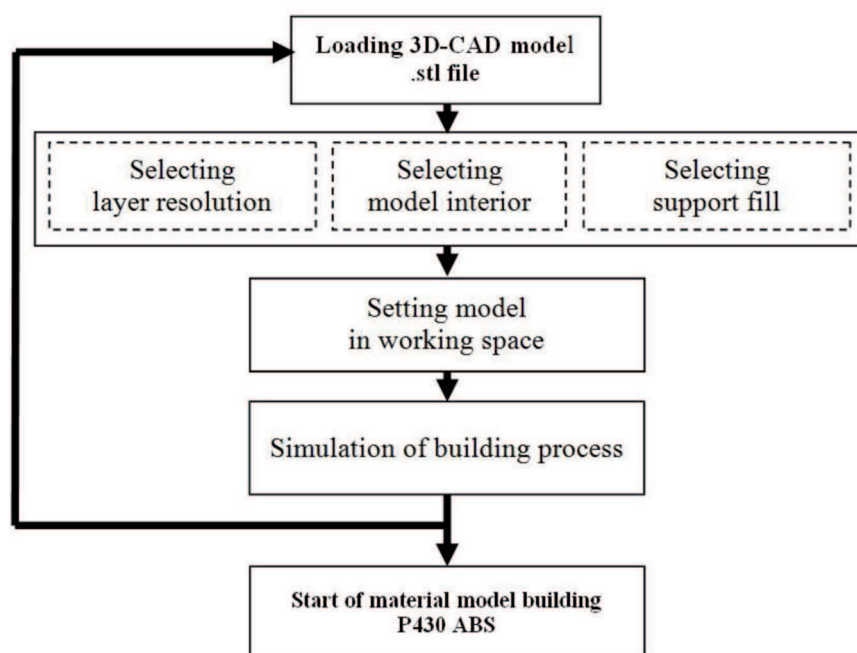 Loading 3D-CAD model
.stl file
Selecting
layer resolution
Selecting
model interior
Selecting
support fill
Setting model
in working space
Simulation of building process
Start of material model building
P430 ABS